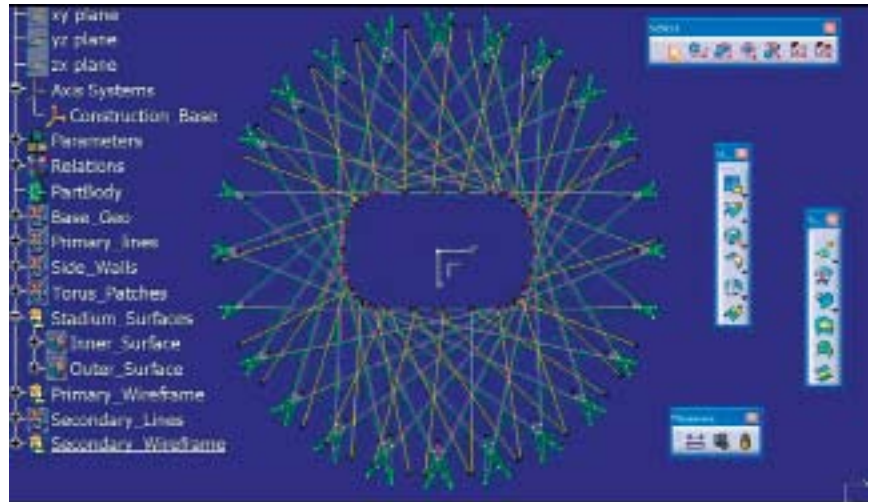 xy plane
yz plane
zx plane
Axis Systems
Construction_Base
Parameters
Relations
PartBody
Base_Geo
Primary_lines
Side_Walls
Torus_Patches
Stadium_Surfaces
Inner_Surface
Outer_Surface
Primary_Wireframe
Secondary_Lines
Secondary_Wireframe